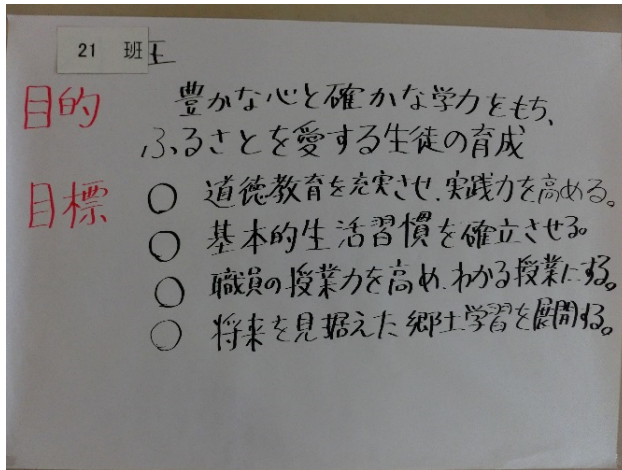 21 班
目的
豊かな心と確かな学力をもち、
ふるさとを愛する生徒の育成
目標
○ 道徳教育を充実させ、実践力を高める。
○ 基本的生活習慣を確立させる。
○ 職員の授業力を高め、わかる授業にする。
○ 将来を見据えた郷土学習を展開する。